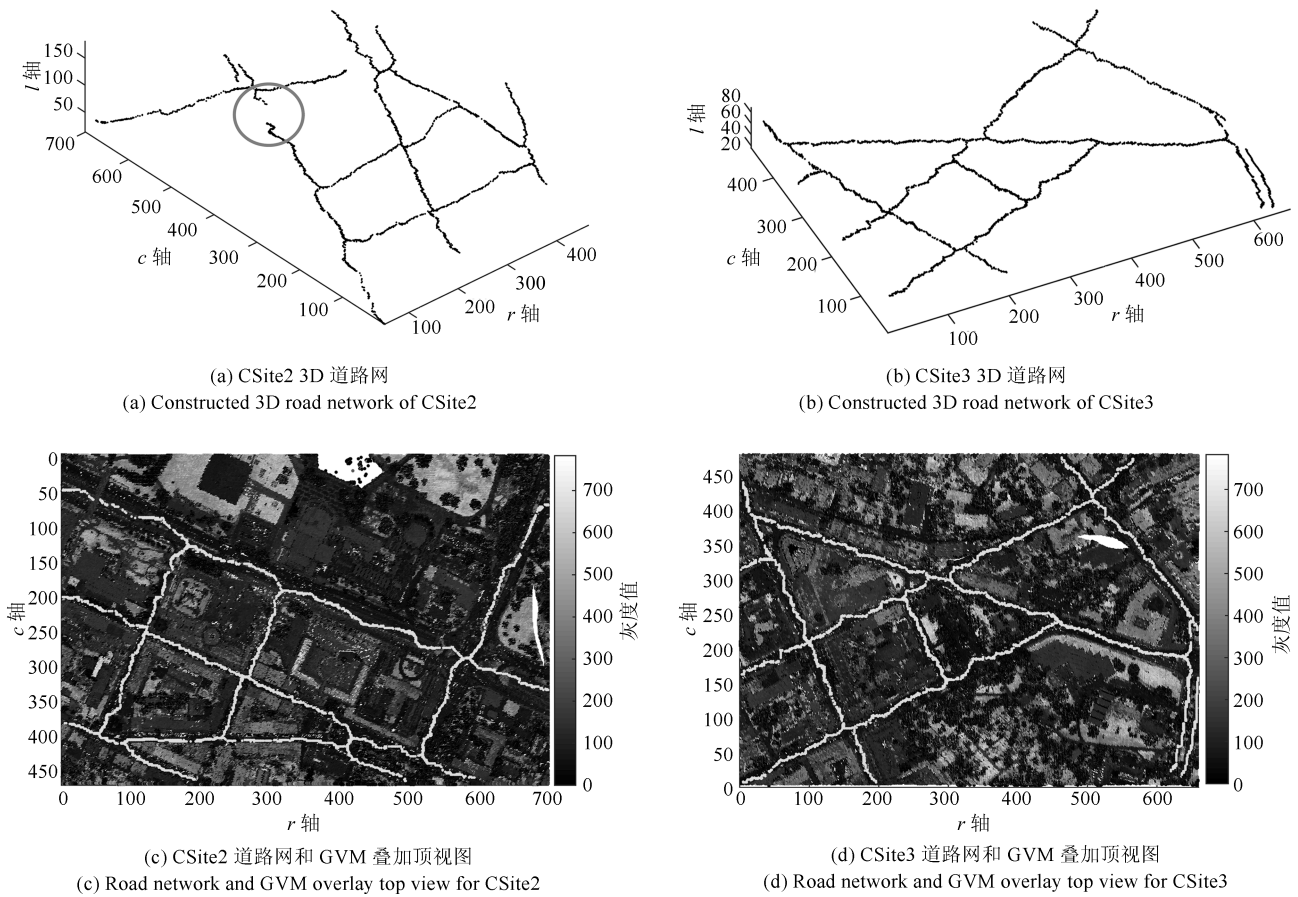 l 轴
150
100
50
700
600
500
400
300
200
100
c 轴
100
200
300
400
r 轴
(a) CSite2 3D 道路网
(a) Constructed 3D road network of CSite2
l 轴
80
60
40
20
400
300
200
100
c 轴
100
200
300
400
500
600
r 轴
(b) CSite3 3D 道路网
(b) Constructed 3D road network of CSite3
0
50
100
150
200
250
300
350
400
450
c 轴
0 100 200 300 400 500 600 700
r 轴
700
600
500
400
300
200
100
0
灰度值
(c) CSite2 道路网和 GVM 叠加顶视图
(c) Road network and GVM overlay top view for CSite2
450
400
350
300
250
200
150
100
50
0
c 轴
0 100 200 300 400 500 600
r 轴
700
600
500
400
300
200
100
0
灰度值
(d) CSite3 道路网和 GVM 叠加顶视图
(d) Road network and GVM overlay top view for CSite3